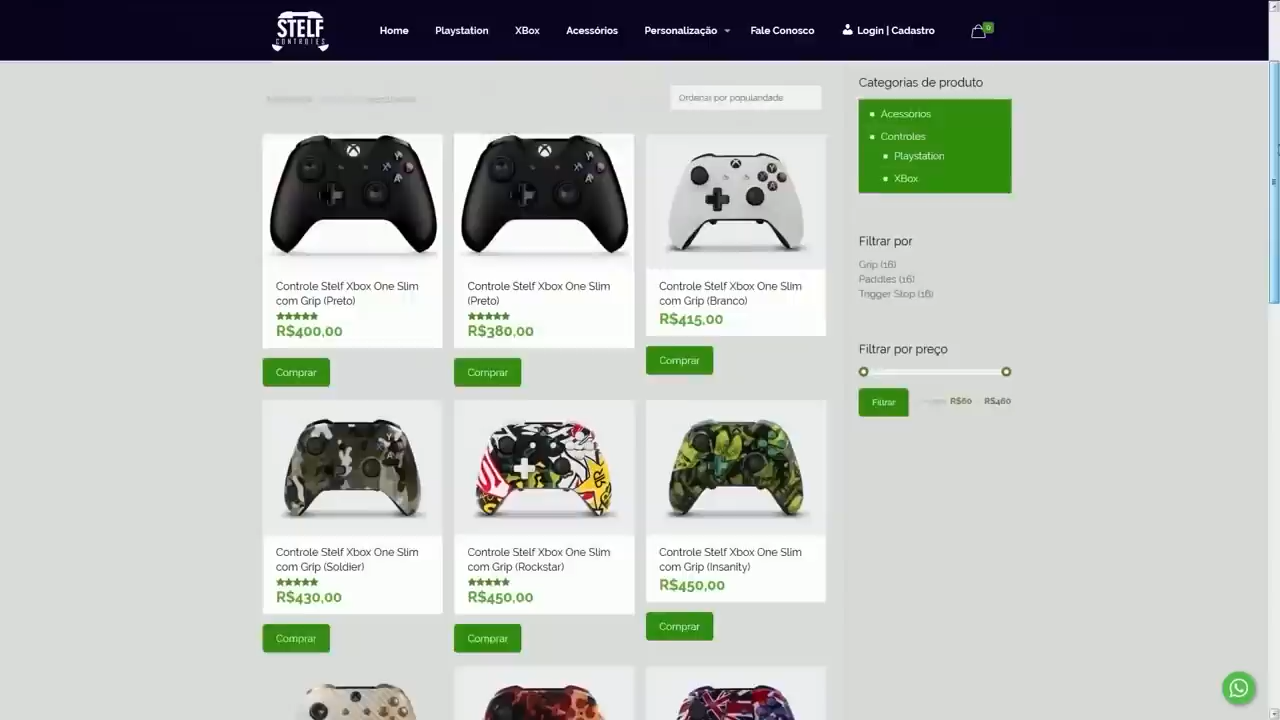 STELF
CONTROLES
Home
Playstation
XBox
Acessórios
Personalização
Fale Conosco
Login | Cadastro
0
Ordenas por popularidade
Categorias de produto
Acessórios
Controles
Playstation
XBox
Filtrar por
Grip (16)
Paddles (16)
Trigger Stop (16)
Filtrar por preço
Filtrar
R$60
R$460
Controle Stelf Xbox One Slim
com Grip (Preto)
R$400,00
Comprar
Controle Stelf Xbox One Slim
(Preto)
R$380,00
Comprar
Controle Stelf Xbox One Slim
com Grip (Branco)
R$415,00
Comprar
Controle Stelf Xbox One Slim
com Grip (Soldier)
R$430,00
Comprar
Controle Stelf Xbox One Slim
com Grip (Rockstar)
R$450,00
Comprar
Controle Stelf Xbox One Slim
com Grip (Insanity)
R$450,00
Comprar